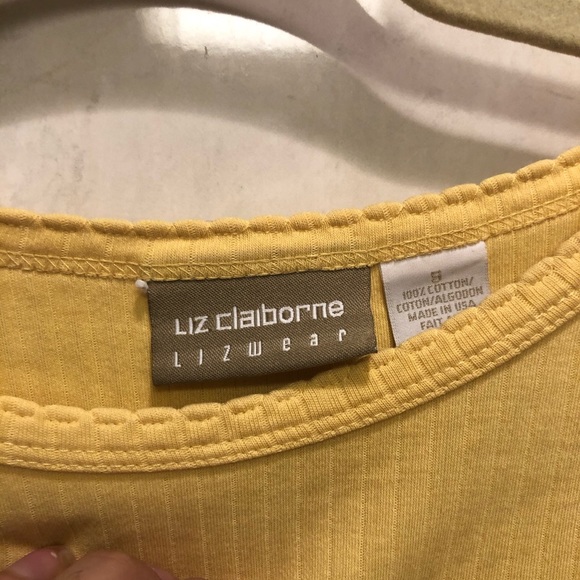 Liz claiborne
LIZwear
S
100% COTTON/
COTON/ALGODON
MADE IN USA
FAIT